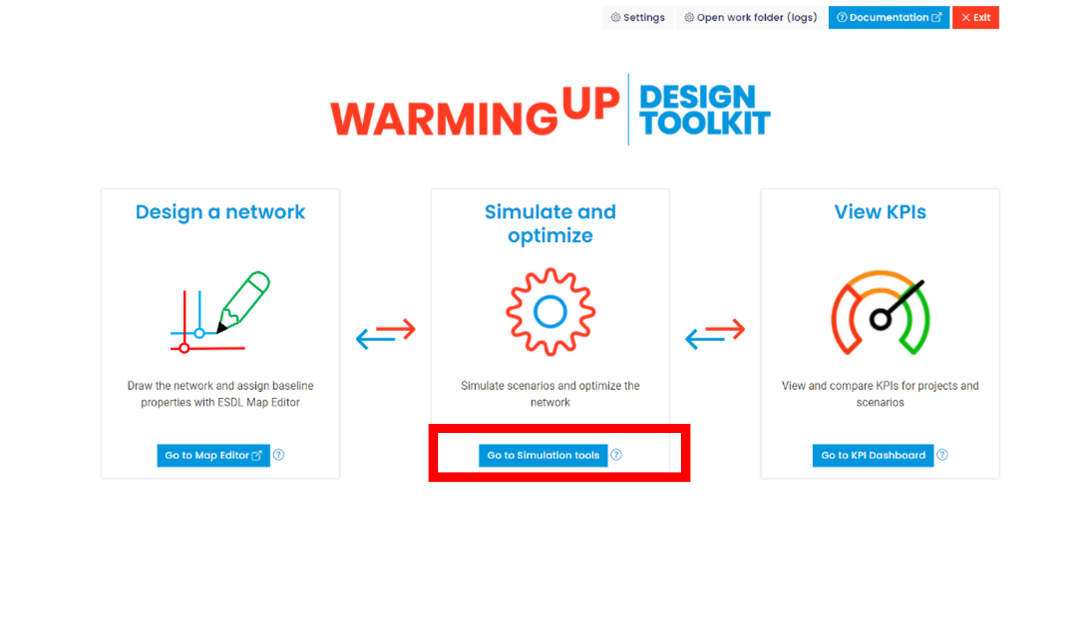 Settings
Open work folder (logs)
Documentation
Exit
WARMINGUP
DESIGN
TOOLKIT
Design a network
Draw the network and assign baseline
properties with ESDL Map Editor
Go to Map Editor
Simulate and
optimize
Simulate scenarios and optimize the
network
Go to Simulation tools
View KPIs
View and compare KPIs for projects and
scenarios
Go to KPI Dashboard